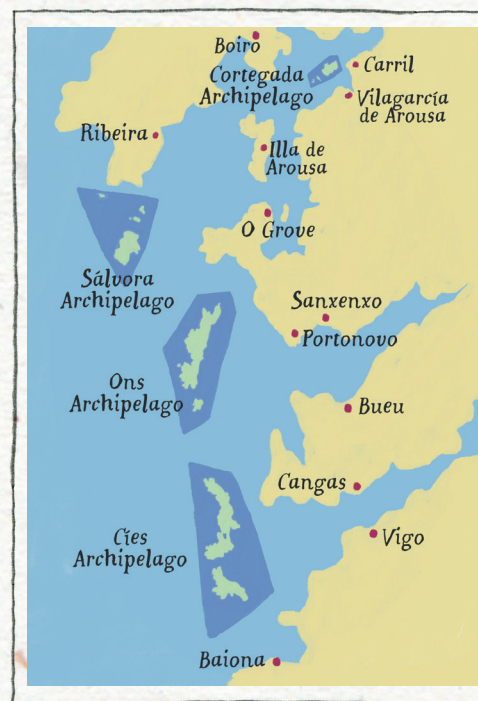 Boiro
Cortegada
Archipelago
Carril
Vilagarcía
de Arousa
Ribeira
Illa de
Arousa
O Grove
Sálvora
Archipelago
Sanxenxo
Portonovo
Ons
Archipelago
Bueu
Cangas
Cíes
Archipelago
Vigo
Baiona